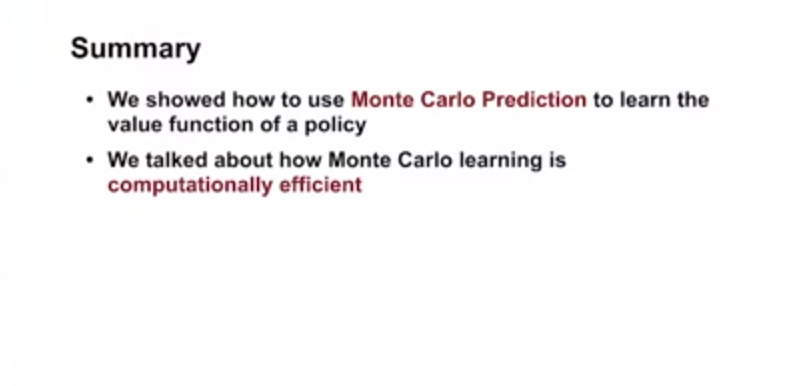 Summary
• We showed how to use Monte Carlo Prediction to learn the
value function of a policy
• We talked about how Monte Carlo learning is
computationally efficient